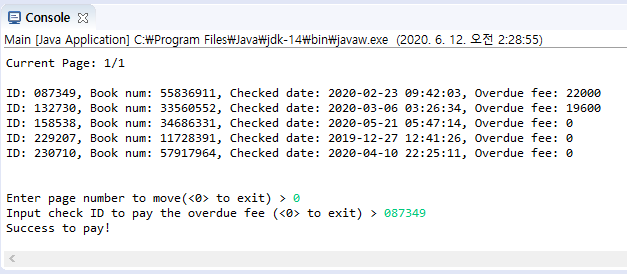 Console
Main [Java Application] C:₩Program Files₩Java₩jdk-14₩bin₩javaw.exe (2020. 6. 12. 오전 2:28:55)
Current Page: 1/1
ID: 087349, Book num: 55836911, Checked date: 2020-02-23 09:42:03, Overdue fee: 22000
ID: 132730, Book num: 33560552, Checked date: 2020-03-06 03:26:34, Overdue fee: 19600
ID: 158538, Book num: 34686331, Checked date: 2020-05-21 05:47:14, Overdue fee: 0
ID: 229207, Book num: 11728391, Checked date: 2019-12-27 12:41:26, Overdue fee: 0
ID: 230710, Book num: 57917964, Checked date: 2020-04-10 22:25:11, Overdue fee: 0
Enter page number to move(<0> to exit) > 0
Input check ID to pay the overdue fee (<0> to exit) > 087349
Success to pay!